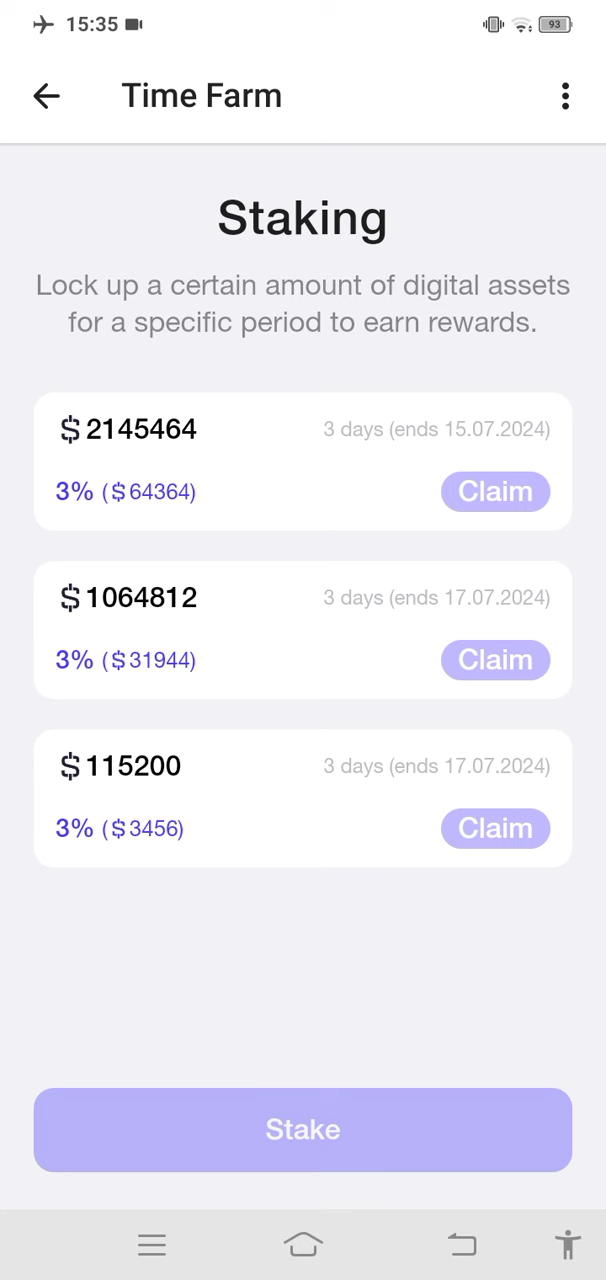 15:35
93
Time Farm
Staking
Lock up a certain amount of digital assets
for a specific period to earn rewards.
$ 2145464 3 days (ends 15.07.2024)
3% ($ 64364) Claim
$ 1064812 3 days (ends 17.07.2024)
3% ($ 31944) Claim
$ 115200 3 days (ends 17.07.2024)
3% ($ 3456) Claim
Stake